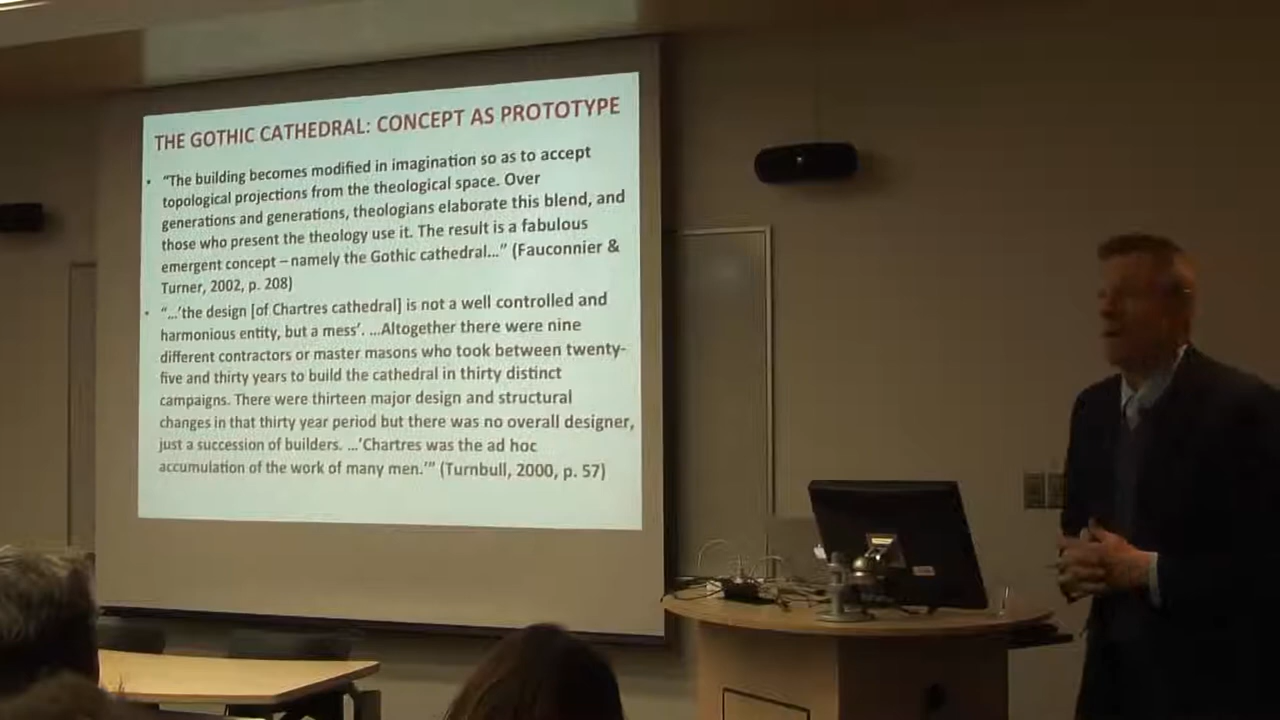 THE GOTHIC CATHEDRAL: CONCEPT AS PROTOTYPE
• “The building becomes modified in imagination so as to accept
topological projections from the theological space. Over
generations and generations, theologians elaborate this blend, and
those who present the theology use it. The result is a fabulous
emergent concept – namely the Gothic cathedral...” (Fauconnier &
Turner, 2002, p. 208)
• “...’the design [of Chartres cathedral] is not a well controlled and
harmonious entity, but a mess’. ...Altogether there were nine
different contractors or master masons who took between twenty-
five and thirty years to build the cathedral in thirty distinct
campaigns. There were thirteen major design and structural
changes in that thirty year period but there was no overall designer,
just a succession of builders. ...’Chartres was the ad hoc
accumulation of the work of many men.’” (Turnbull, 2000, p. 57)